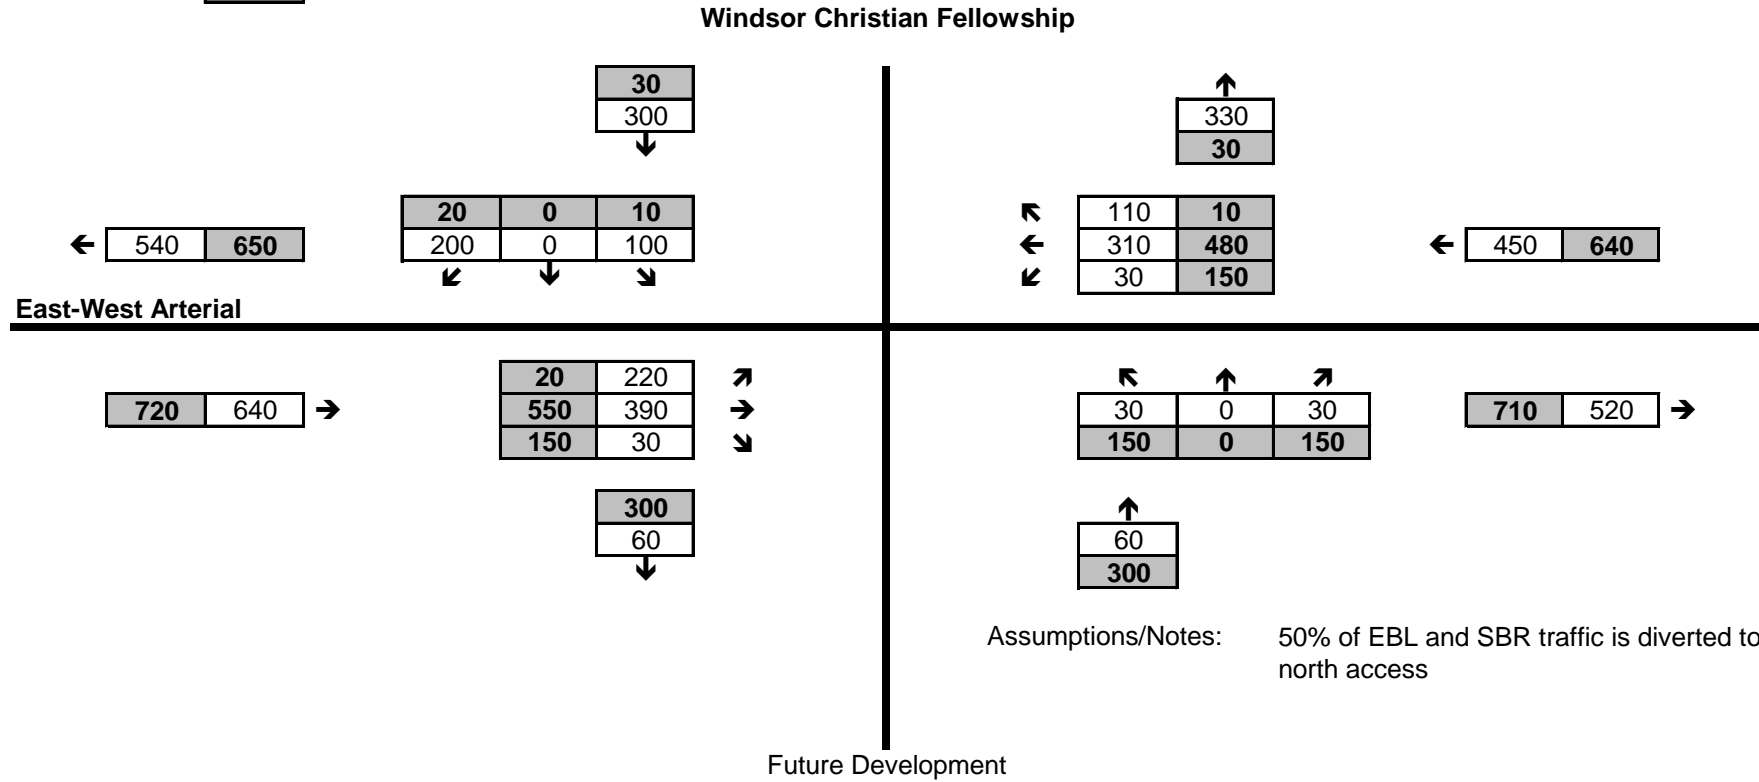 Windsor Christian Fellowship
30
300
330
30
20 0 10
200 0 100
540 650
110 10
310 480
30 150
450 640
East-West Arterial
720 640
20 220
550 390
150 30
30 0 30
150 0 150
710 520
300
60
60
300
Assumptions/Notes: 50% of EBL and SBR traffic is diverted to
north access
Future Development